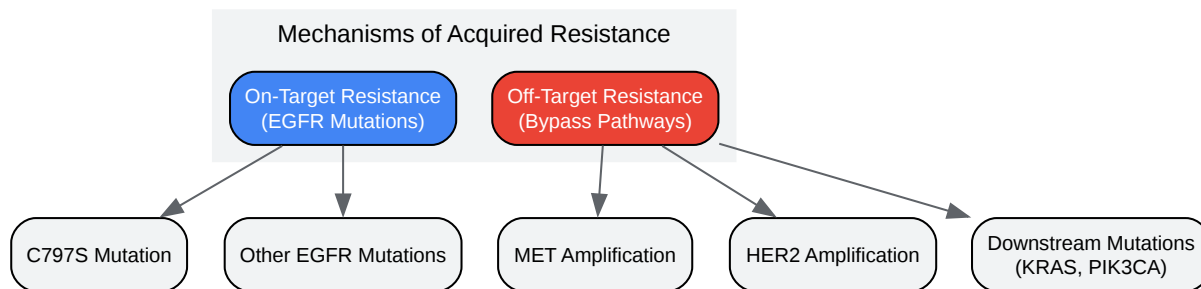 Mechanisms of Acquired Resistance
On-Target Resistance
(EGFR Mutations)
Off-Target Resistance
(Bypass Pathways)
C797S Mutation
Other EGFR Mutations
MET Amplification
HER2 Amplification
Downstream Mutations
(KRAS, PIK3CA)